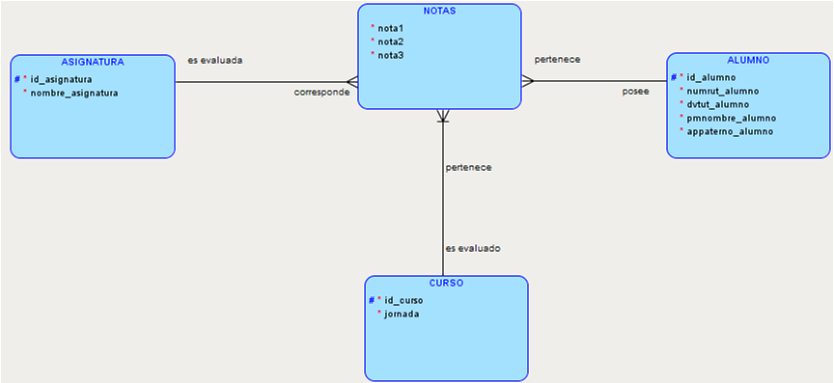 NOTAS
* nota1
* nota2
* nota3
ASIGNATURA
# * id_asignatura
* nombre_asignatura
es evaluada
corresponde
pertenece
posee
ALUMNO
# * id_alumno
* numrut_alumno
* dvtut_alumno
* pmnombre_alumno
* appaterno_alumno
pertenece
es evaluado
CURSO
# * id_curso
* jornada